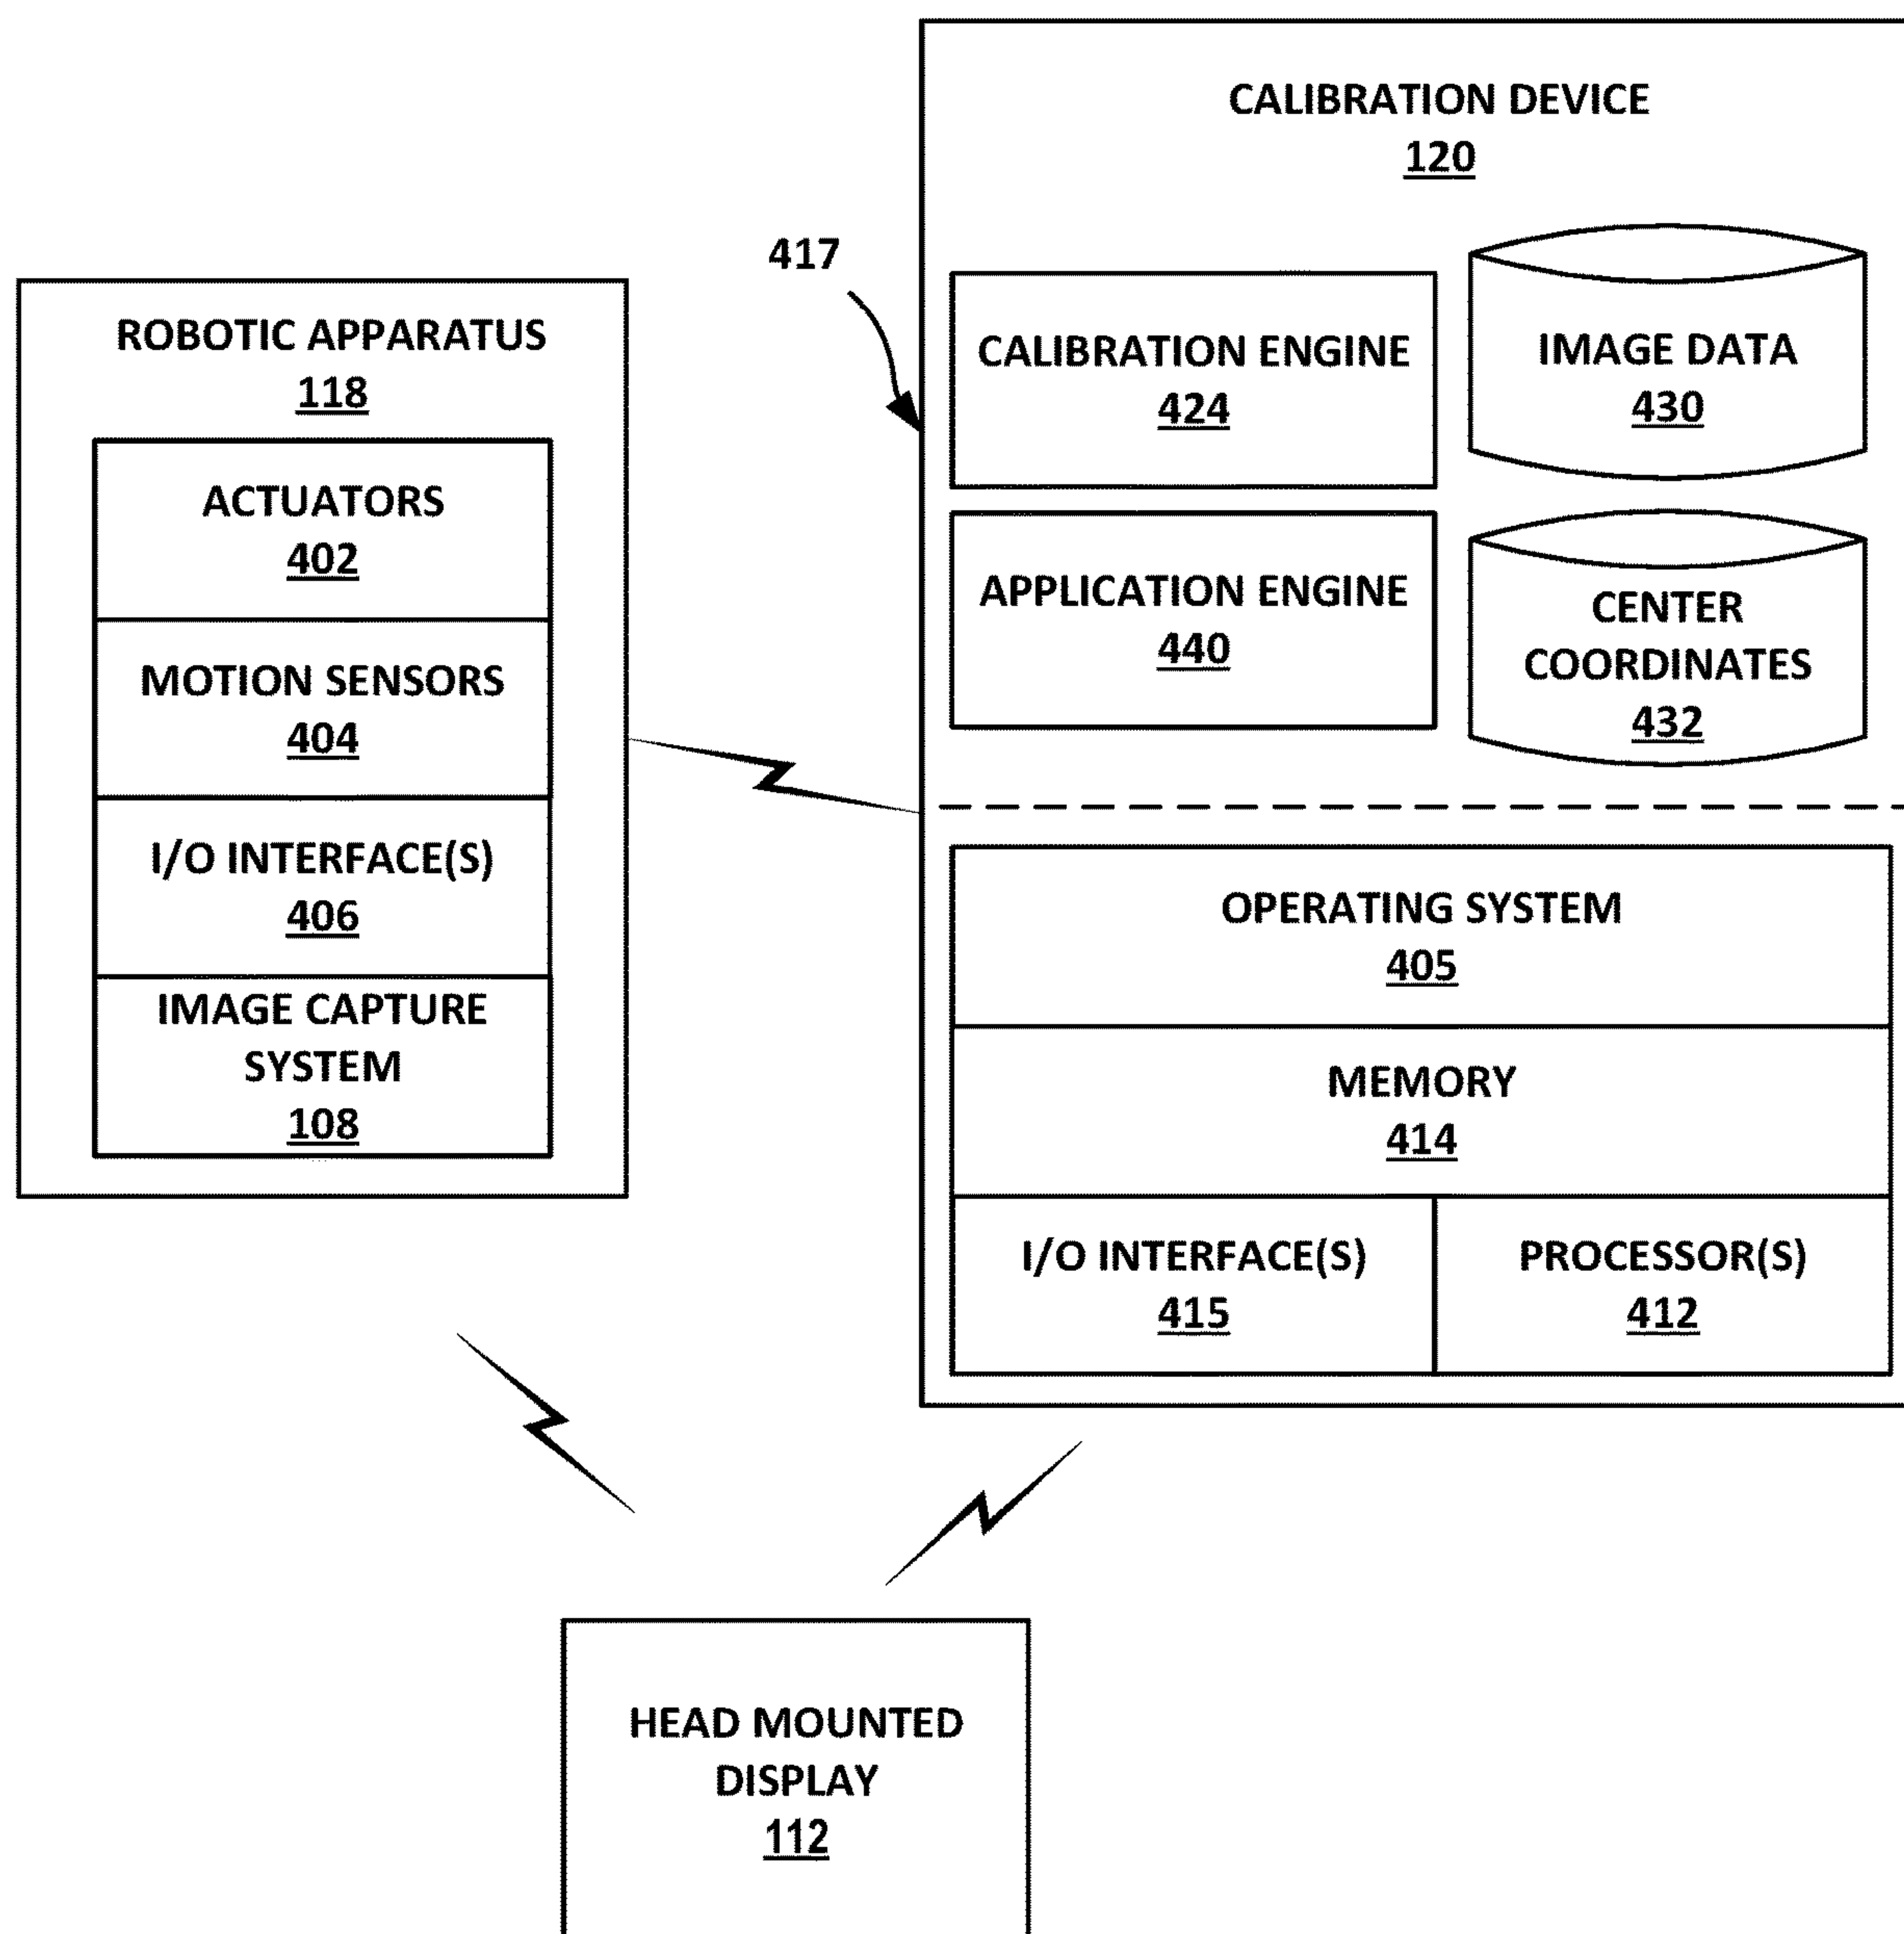 CALIBRATION DEVICE
120
417
CALIBRATION ENGINE
424
IMAGE DATA
430
APPLICATION ENGINE
440
CENTER
COORDINATES
432
OPERATING SYSTEM
405
MEMORY
414
I/O INTERFACE(S)
415
PROCESSOR(S)
412
ROBOTIC APPARATUS
118
ACTUATORS
402
MOTION SENSORS
404
I/O INTERFACE(S)
406
IMAGE CAPTURE
SYSTEM
108
HEAD MOUNTED
DISPLAY
112